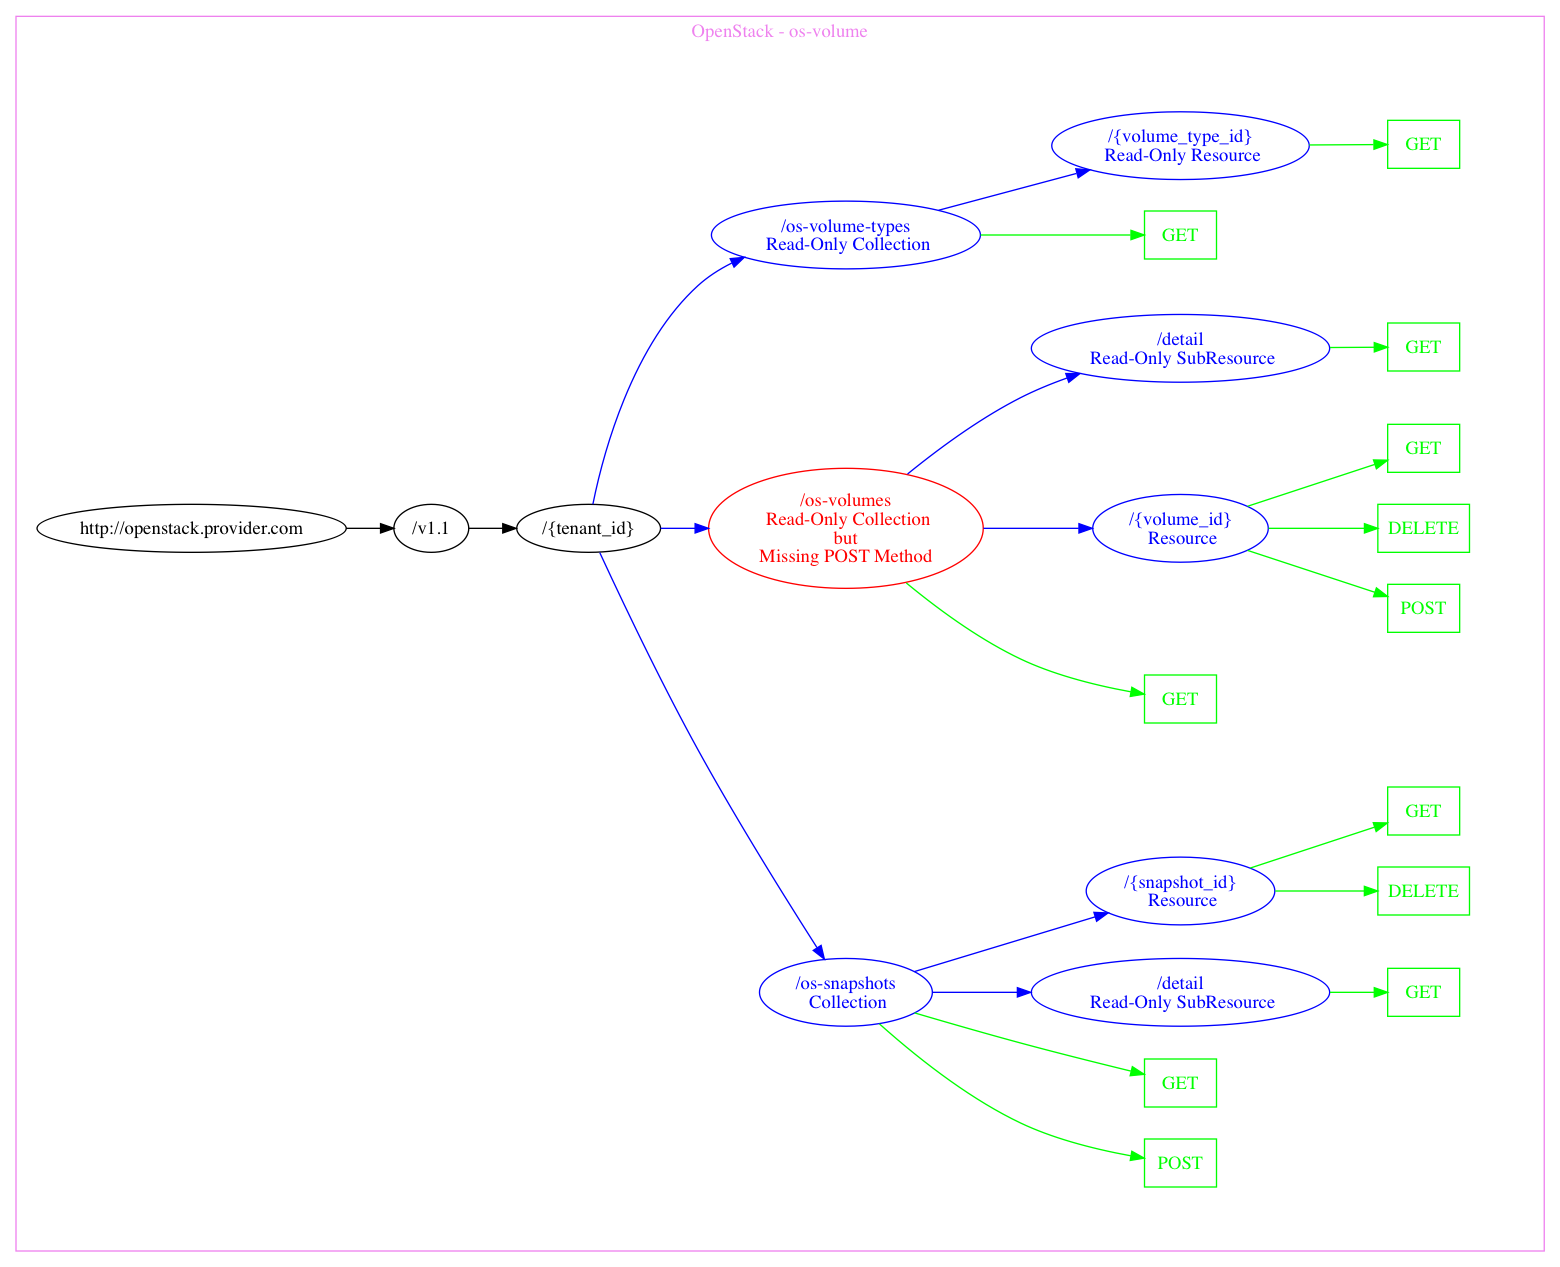 OpenStack - os-volume
/{volume_type_id}
Read-Only Resource
GET
/os-volume-types
Read-Only Collection
GET
/detail
Read-Only SubResource
GET
http://openstack.provider.com
/v1.1
/{tenant_id}
/os-volumes
Read-Only Collection
but
Missing POST Method
/{volume_id}
Resource
GET
DELETE
POST
GET
/{snapshot_id}
Resource
GET
DELETE
/os-snapshots
Collection
/detail
Read-Only SubResource
GET
GET
POST